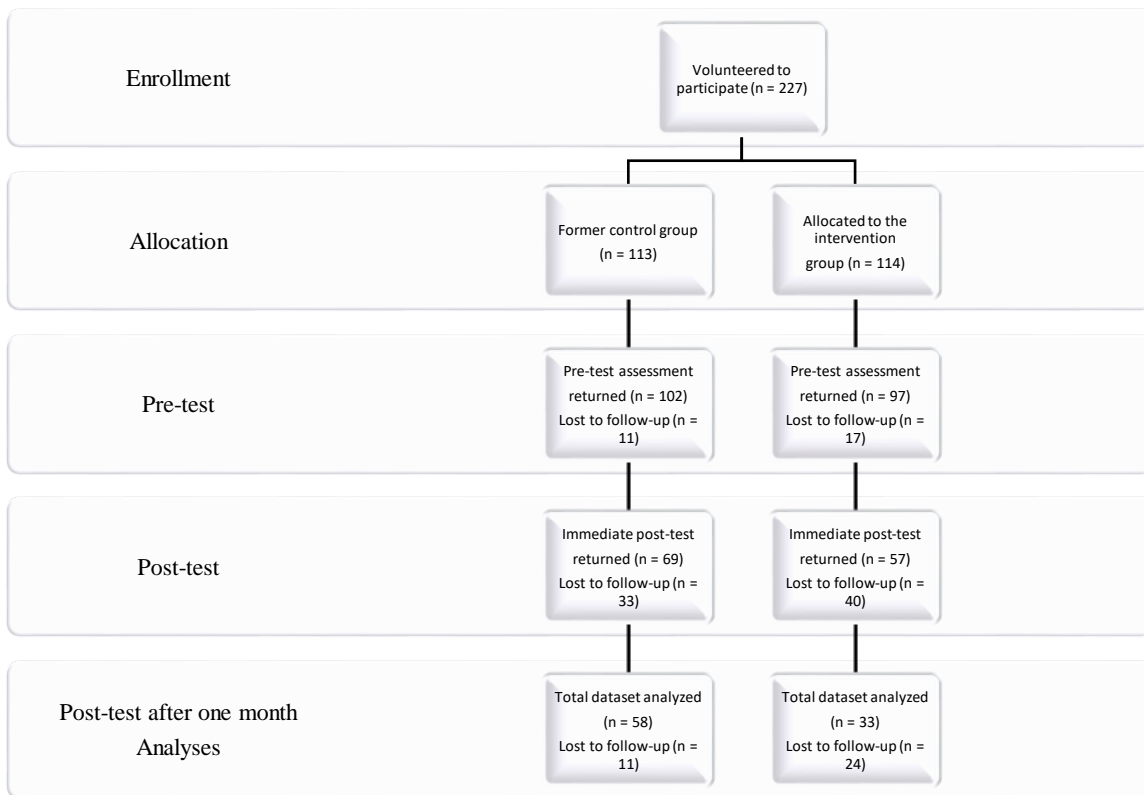 Enrollment
Volunteered to
participate (n = 227)
Allocation
Former control group
(n = 113)
Allocated to the
intervention
group (n = 114)
Pre-test
Pre-test assessment
returned (n = 102)
Lost to follow-up (n =
11)
Pre-test assessment
returned (n = 97)
Lost to follow-up (n =
17)
Post-test
Immediate post-test
returned (n = 69)
Lost to follow-up (n =
33)
Immediate post-test
returned (n = 57)
Lost to follow-up (n =
40)
Post-test after one month
Analyses
Total dataset analyzed
(n = 58)
Lost to follow-up (n =
11)
Total dataset analyzed
(n = 33)
Lost to follow-up (n =
24)